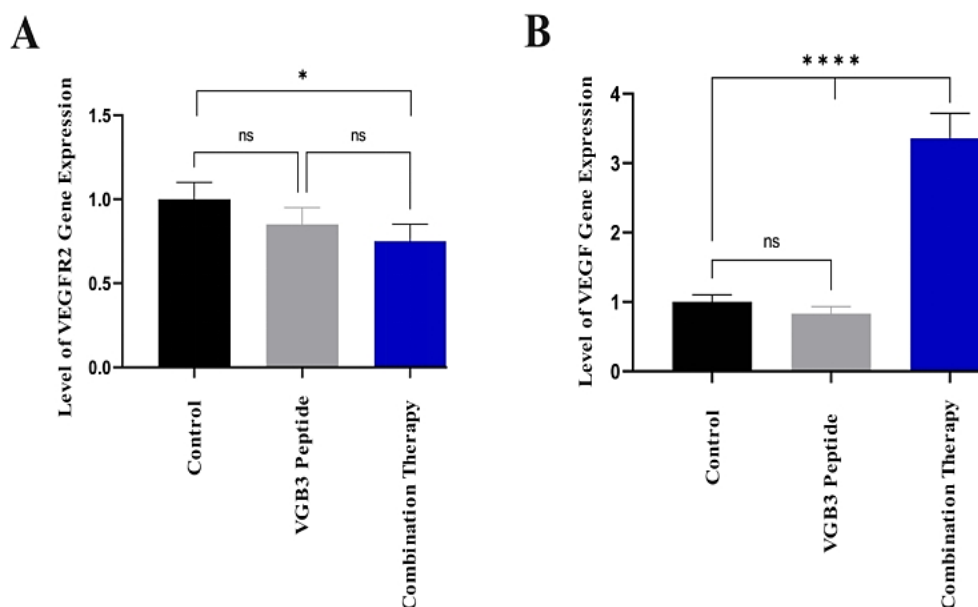 A
*
ns
ns
Level of VEGFR2 Gene Expression
1.5
1.0
0.5
0.0
Control
VGB3 Peptide
Combination Therapy
B
****
ns
Level of VEGF Gene Expression
4
3
2
1
0
Control
VGB3 Peptide
Combination Therapy